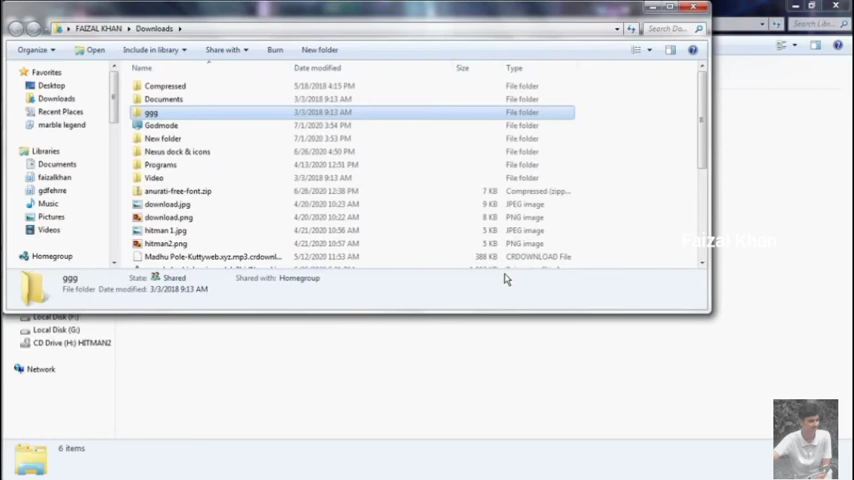 FAIZAL KHAN Downloads
Search Do...
Search Libr...
Organize Open Include in library Share with Burn New folder
Favorites
Desktop
Downloads
Recent Places
marble legend
Libraries
Documents
faizalkhan
gdfehre
Music
Pictures
Videos
Homegroup
Name Date modified Size Type
Compressed 5/18/2018 4:15 PM File folder
Documents 3/3/2018 9:13 AM File folder
ggg 3/3/2018 9:13 AM File folder
Godmode 7/1/2020 3:54 PM File folder
New folder 7/1/2020 3:53 PM File folder
Nexus dock & icons 6/26/2020 4:50 PM File folder
Programs 4/13/2020 12:51 PM File folder
Video 3/3/2018 9:13 AM File folder
anurati-free-font.zip 6/28/2020 12:38 PM 7 KB Compressed (zipp...
download.jpg 4/20/2020 10:23 AM 9 KB JPEG image
download.png 4/20/2020 10:22 AM 8 KB PNG image
hitman 1.jpg 4/21/2020 10:56 AM 5 KB JPEG image
hitman2.png 4/21/2020 10:57 AM 5 KB PNG image
Madhu Pole-Kuttyweb.xyz.mp3.crdownl... 5/12/2020 11:53 AM 388 KB CRDOWNLOAD File
Faizal Khan
ggg State: Shared Shared with: Homegroup
File folder Date modified: 3/3/2018 9:13 AM
Local Disk (F:)
Local Disk (G:)
CD Drive (H:) HITMAN2
Network
6 items